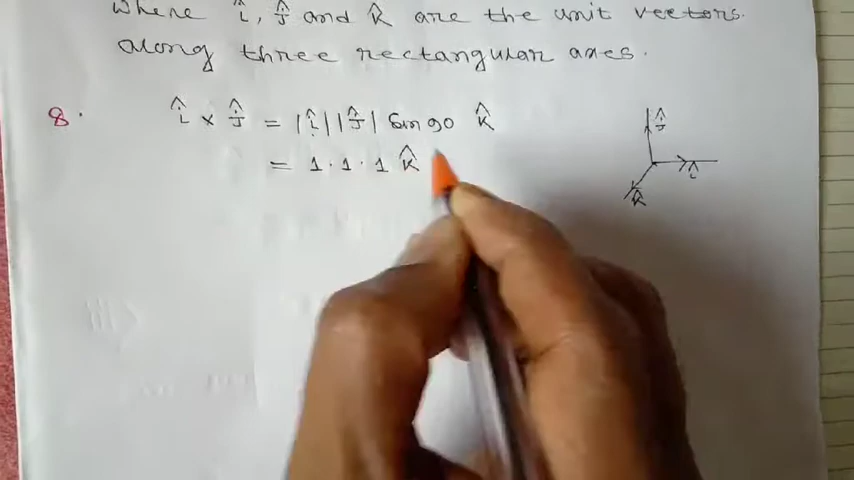 where î, ĵ and k̂ are the unit vectors.
along three rectangular axes.
8. î × ĵ = |î||ĵ| Sin 90 k̂
= 1 · 1 · 1 k̂
ĵ
î
k̂